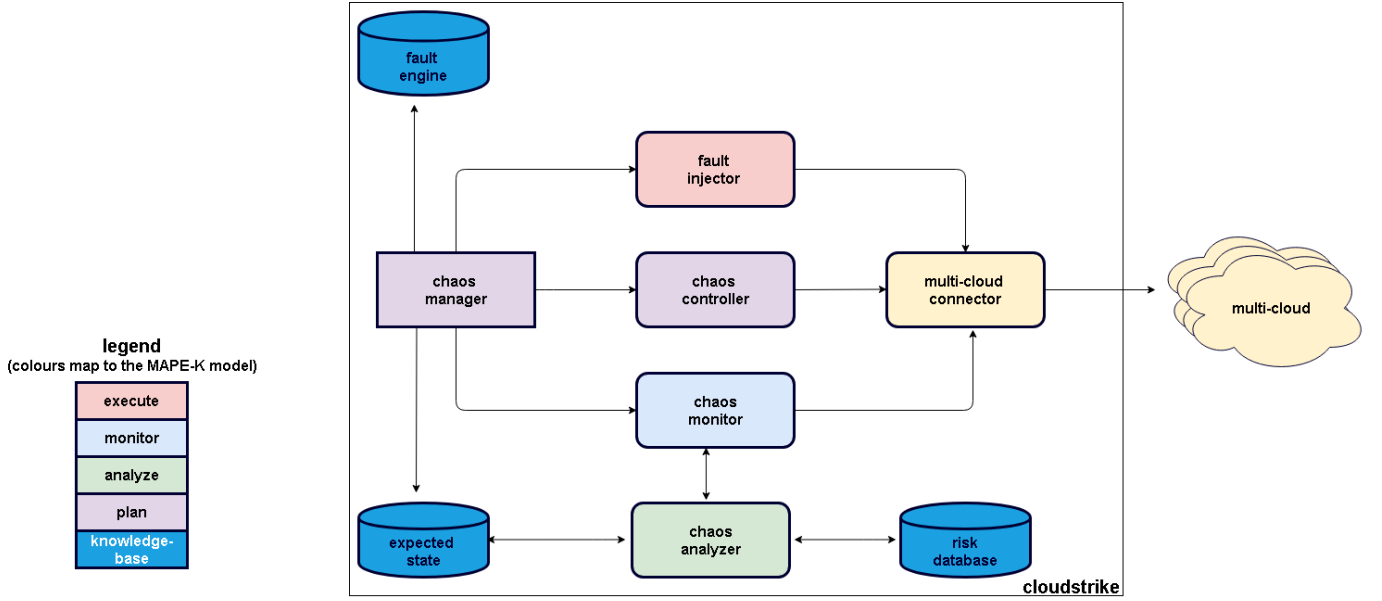 fault
engine
fault
injector
chaos
manager
chaos
controller
multi-cloud
connector
multi-cloud
legend
(colours map to the MAPE-K model)
execute
monitor
analyze
plan
knowledge-
base
chaos
monitor
expected
state
chaos
analyzer
risk
database
cloudstrike